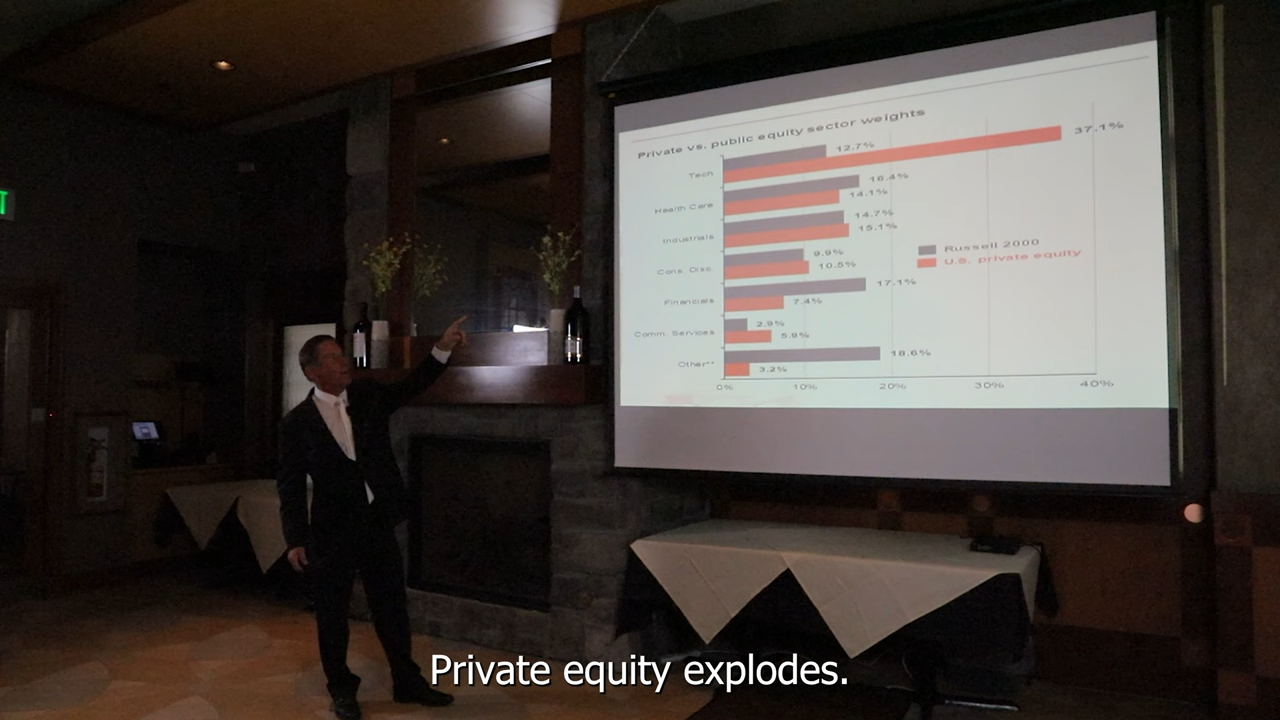 Private vs. public equity sector weights
Tech
12.7%
37.1%
Health Care
16.4%
14.1%
Industrials
14.7%
15.1%
Cons. Disc.
9.9%
10.5%
Financials
17.1%
7.4%
Comm. Services
2.9%
5.9%
Other**
18.6%
3.2%
0% 10% 20% 30% 40%
Russell 2000
U.S. private equity
Private equity explodes.